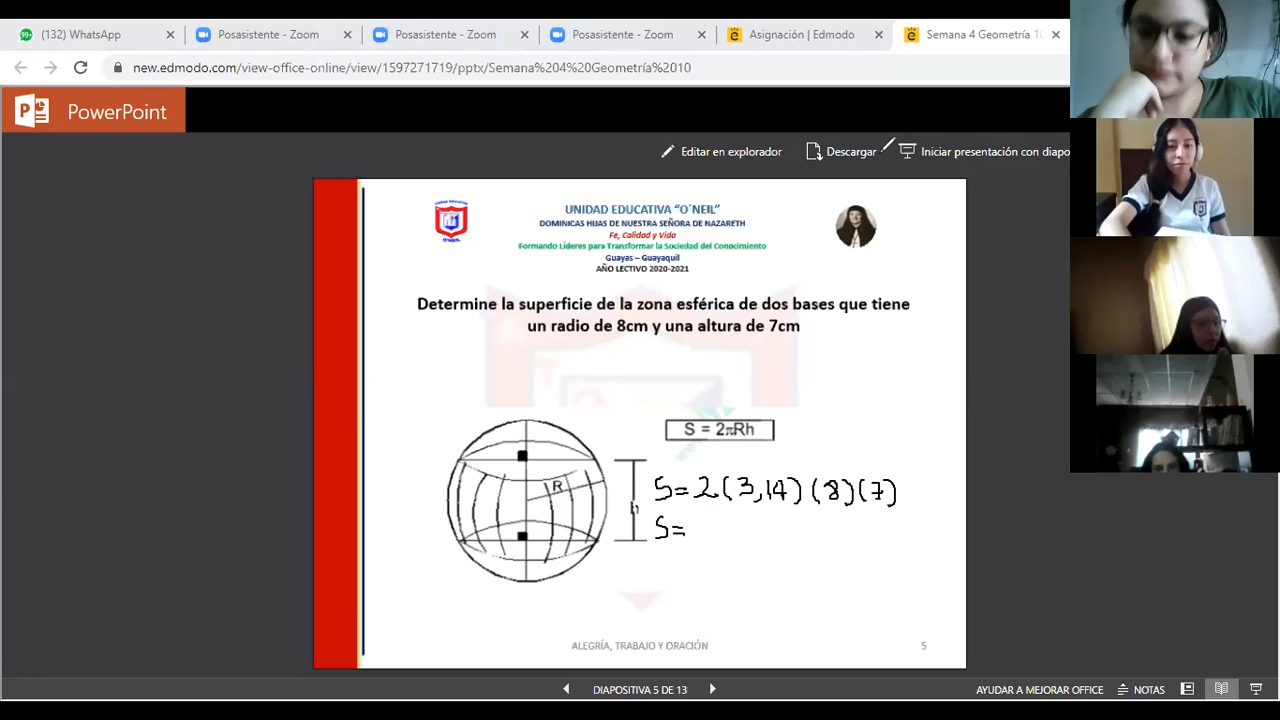 (132) WhatsApp
Posasistente - Zoom
Posasistente - Zoom
Posasistente - Zoom
Asignación | Edmodo
Semana 4 Geometría 10
new.edmodo.com/view-office-online/view/1597271719/pptx/Semana%204%20Geometría%2010
PowerPoint
Editar en explorador
Descargar
Iniciar presentación con diapo
UNIDAD EDUCATIVA "O´NEIL"
DOMINICAS HIJAS DE NUESTRA SEÑORA DE NAZARETH
Fe, Calidad y Vida
Formando Líderes para Transformar la Sociedad del Conocimiento
Guayas – Guayaquil
AÑO LECTIVO 2020-2021
Determine la superficie de la zona esférica de dos bases que tiene
un radio de 8cm y una altura de 7cm
S = 2πRh
R
h
S=2(3,14)(8)(7)
S=
ALEGRÍA, TRABAJO Y ORACIÓN
5
DIAPOSITIVA 5 DE 13
AYUDAR A MEJORAR OFFICE
NOTAS